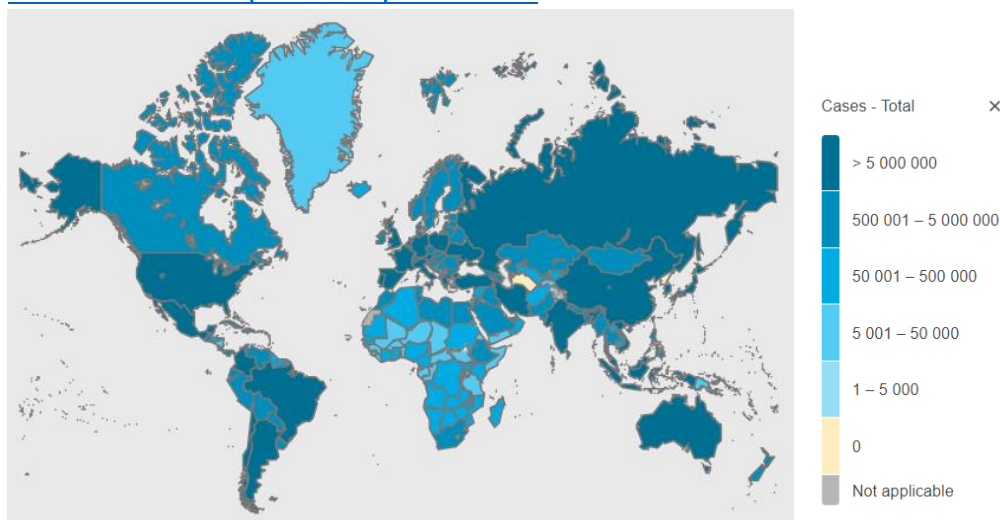 Cases - Total ×
> 5 000 000
500 001 – 5 000 000
50 001 – 500 000
5 001 – 50 000
1 – 5 000
0
Not applicable